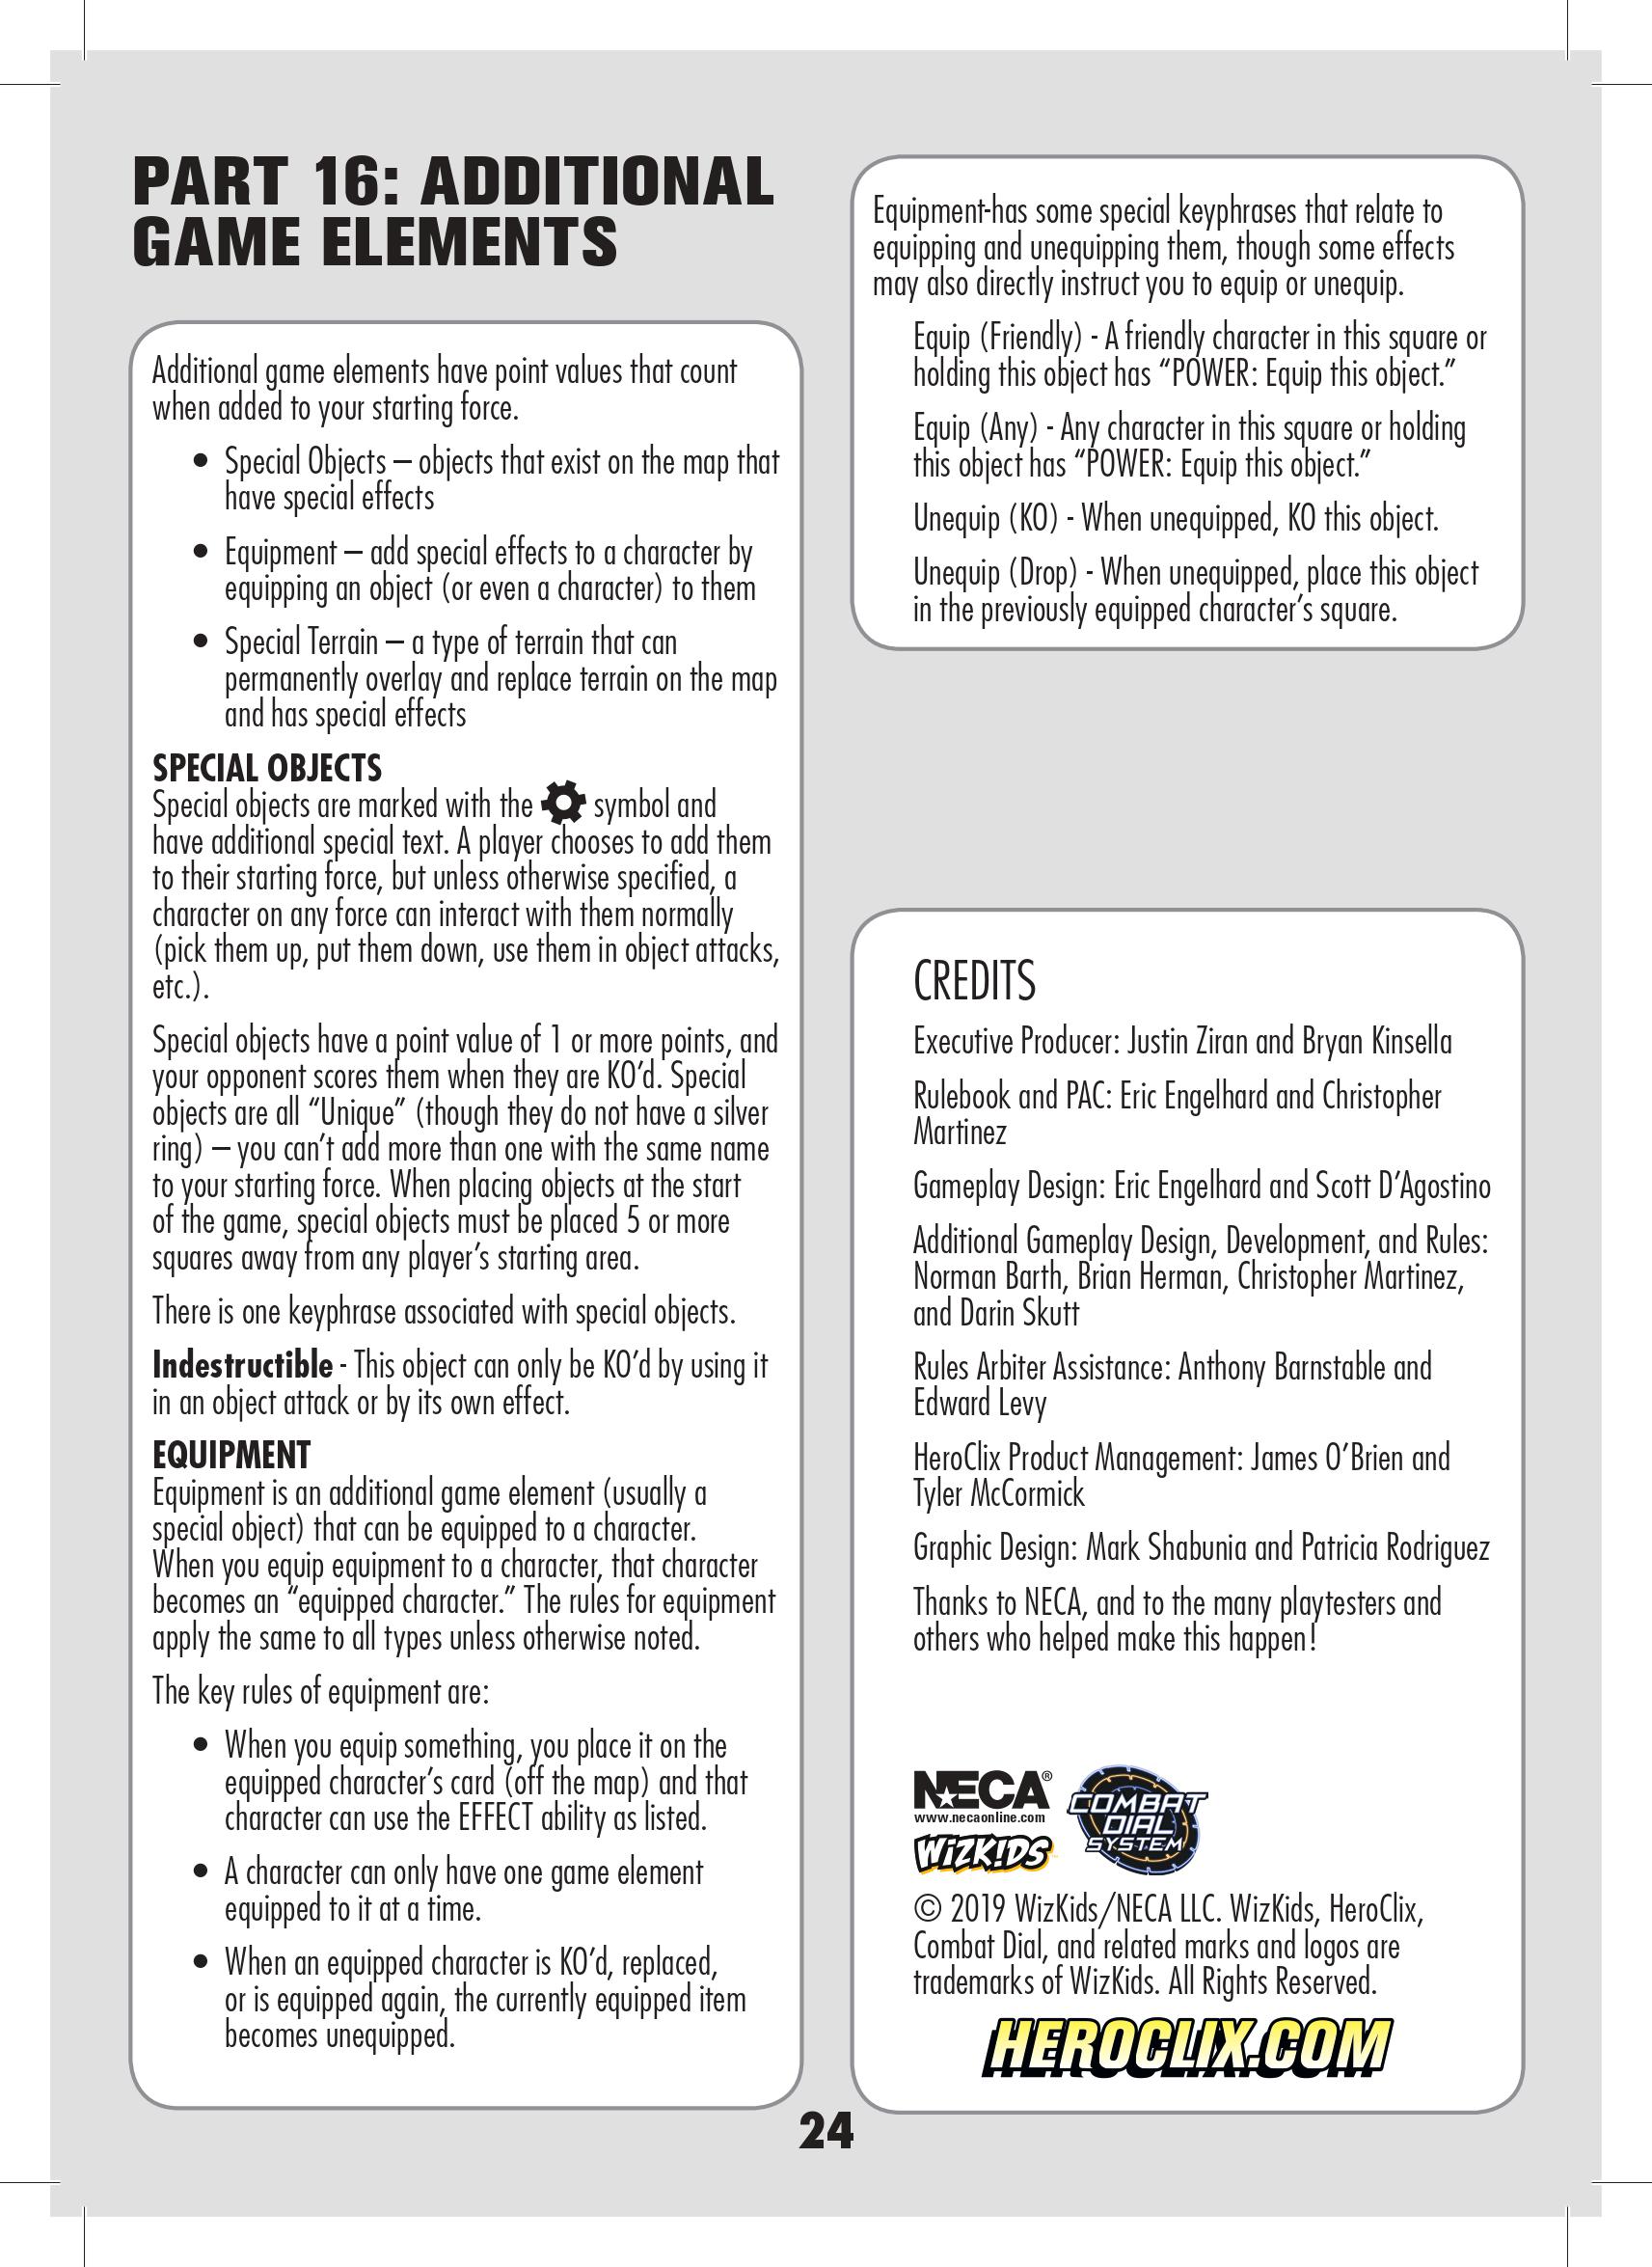 PART 16: ADDITIONAL
GAME ELEMENTS
Additional game elements have point values that count
when added to your starting force.
• Special Objects – objects that exist on the map that
have special effects
• Equipment – add special effects to a character by
equipping an object (or even a character) to them
• Special Terrain – a type of terrain that can
permanently overlay and replace terrain on the map
and has special effects
SPECIAL OBJECTS
Special objects are marked with the symbol and
have additional special text. A player chooses to add them
to their starting force, but unless otherwise specified, a
character on any force can interact with them normally
(pick them up, put them down, use them in object attacks,
etc.).
Special objects have a point value of 1 or more points, and
your opponent scores them when they are KO’d. Special
objects are all “Unique” (though they do not have a silver
ring) – you can’t add more than one with the same name
to your starting force. When placing objects at the start
of the game, special objects must be placed 5 or more
squares away from any player’s starting area.
There is one keyphrase associated with special objects.
Indestructible - This object can only be KO’d by using it
in an object attack or by its own effect.
EQUIPMENT
Equipment is an additional game element (usually a
special object) that can be equipped to a character.
When you equip equipment to a character, that character
becomes an “equipped character.” The rules for equipment
apply the same to all types unless otherwise noted.
The key rules of equipment are:
• When you equip something, you place it on the
equipped character’s card (off the map) and that
character can use the EFFECT ability as listed.
• A character can only have one game element
equipped to it at a time.
• When an equipped character is KO’d, replaced,
or is equipped again, the currently equipped item
becomes unequipped.
Equipment-has some special keyphrases that relate to
equipping and unequipping them, though some effects
may also directly instruct you to equip or unequip.
Equip (Friendly) - A friendly character in this square or
holding this object has “POWER: Equip this object.”
Equip (Any) - Any character in this square or holding
this object has “POWER: Equip this object.”
Unequip (KO) - When unequipped, KO this object.
Unequip (Drop) - When unequipped, place this object
in the previously equipped character’s square.
CREDITS
Executive Producer: Justin Ziran and Bryan Kinsella
Rulebook and PAC: Eric Engelhard and Christopher
Martinez
Gameplay Design: Eric Engelhard and Scott D’Agostino
Additional Gameplay Design, Development, and Rules:
Norman Barth, Brian Herman, Christopher Martinez,
and Darin Skutt
Rules Arbiter Assistance: Anthony Barnstable and
Edward Levy
HeroClix Product Management: James O’Brien and
Tyler McCormick
Graphic Design: Mark Shabunia and Patricia Rodriguez
Thanks to NECA, and to the many playtesters and
others who helped make this happen!
NECA®
www.necaonline.com
WIZKIDS
COMBAT
DIAL
SYSTEM
© 2019 WizKids/NECA LLC. WizKids, HeroClix,
Combat Dial, and related marks and logos are
trademarks of WizKids. All Rights Reserved.
HEROCLIX.COM
24